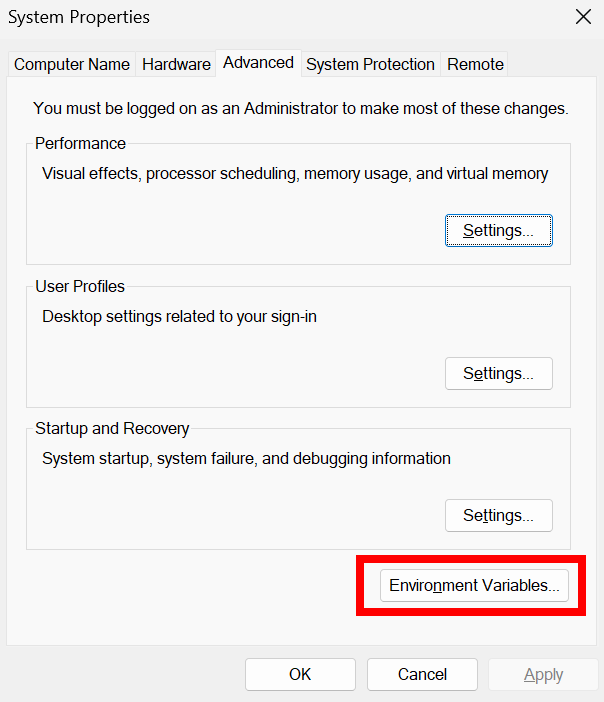 System Properties
Computer Name Hardware Advanced System Protection Remote
You must be logged on as an Administrator to make most of these changes.
Performance
Visual effects, processor scheduling, memory usage, and virtual memory
Settings...
User Profiles
Desktop settings related to your sign-in
Settings...
Startup and Recovery
System startup, system failure, and debugging information
Settings...
Environment Variables...
OK Cancel Apply